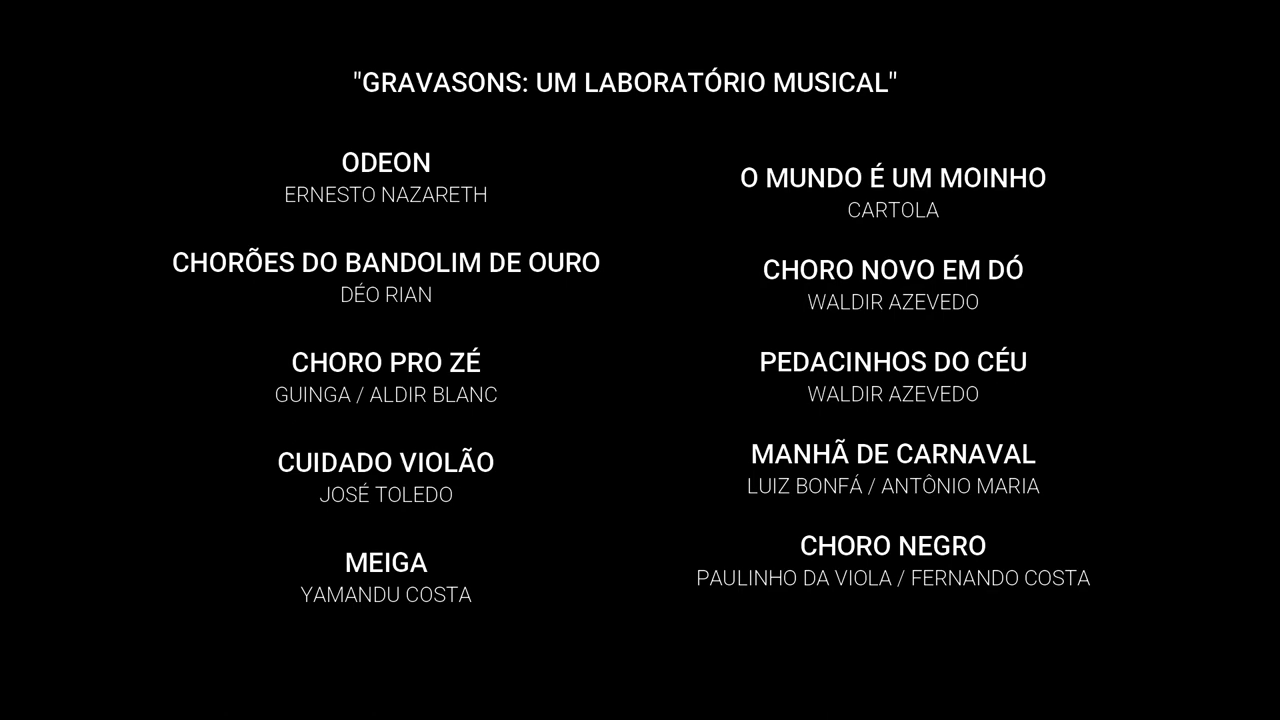 "GRAVASONS: UM LABORATÓRIO MUSICAL"
ODEON
ERNESTO NAZARETH
CHORÕES DO BANDOLIM DE OURO
DÉO RIAN
CHORO PRO ZÉ
GUINGA / ALDIR BLANC
CUIDADO VIOLÃO
JOSÉ TOLEDO
MEIGA
YAMANDU COSTA
O MUNDO É UM MOINHO
CARTOLA
CHORO NOVO EM DÓ
WALDIR AZEVEDO
PEDACINHOS DO CÉU
WALDIR AZEVEDO
MANHÃ DE CARNAVAL
LUIZ BONFÁ / ANTÔNIO MARIA
CHORO NEGRO
PAULINHO DA VIOLA / FERNANDO COSTA